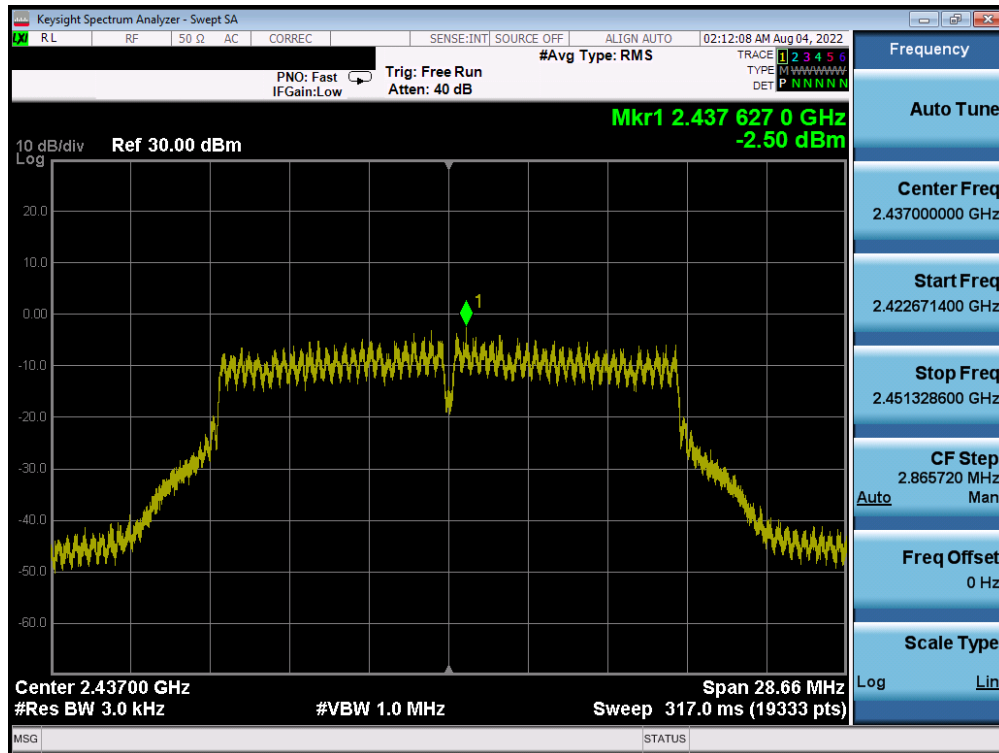 Keysight Spectrum Analyzer - Swept SA
LXI RL RF 50 Ω AC CORREC SENSE:INT SOURCE OFF ALIGN AUTO 02:12:08 AM Aug 04, 2022
#Avg Type: RMS TRACE 1 2 3 4 5 6
PNO: Fast Trig: Free Run TYPE M WWWWW
IFGain:Low Atten: 40 dB DET P N N N N N
Mkr1 2.437 627 0 GHz
10 dB/div Ref 30.00 dBm -2.50 dBm
Log
1
20.0
10.0
0.00
-10.0
-20.0
-30.0
-40.0
-50.0
-60.0
Center 2.43700 GHz Span 28.66 MHz
#Res BW 3.0 kHz #VBW 1.0 MHz Sweep 317.0 ms (19333 pts)
MSG STATUS
Frequency
Auto Tune
Center Freq
2.437000000 GHz
Start Freq
2.422671400 GHz
Stop Freq
2.451328600 GHz
CF Step
2.865720 MHz
Auto Man
Freq Offset
0 Hz
Scale Type
Log Lin